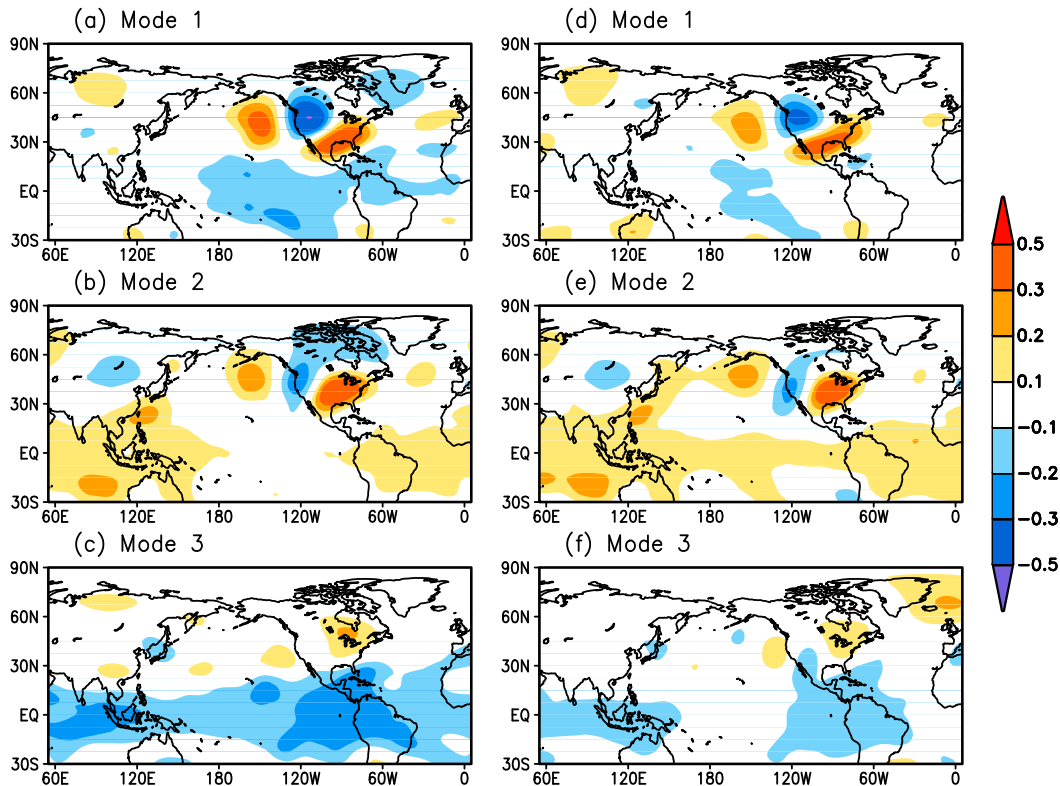 (a) Mode 1
90N
60N
30N
EQ
30S
60E 120E 180 120W 60W 0
(d) Mode 1
90N
60N
30N
EQ
30S
60E 120E 180 120W 60W 0
(b) Mode 2
90N
60N
30N
EQ
30S
60E 120E 180 120W 60W 0
(e) Mode 2
90N
60N
30N
EQ
30S
60E 120E 180 120W 60W 0
(c) Mode 3
90N
60N
30N
EQ
30S
60E 120E 180 120W 60W 0
(f) Mode 3
90N
60N
30N
EQ
30S
60E 120E 180 120W 60W 0
0.5
0.3
0.2
0.1
-0.1
-0.2
-0.3
-0.5